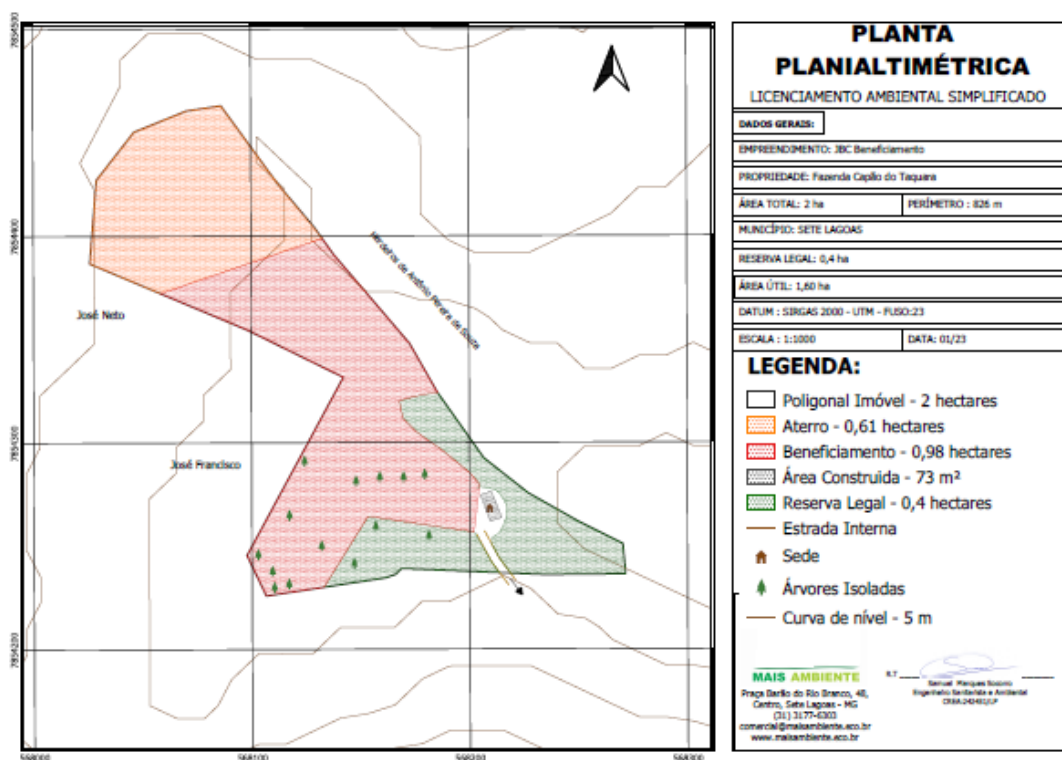 7854500
7854400
7854300
7854200
568000
568100
568200
568300
José Neto
José Francisco
Herdeiros de Antônio Pereira de Souza
PLANTA
PLANIALTIMÉTRICA
LICENCIAMENTO AMBIENTAL SIMPLIFICADO
DADOS GERAIS:
EMPREENDIMENTO: JBC Beneficiamento
PROPRIEDADE: Fazenda Capão do Taquara
ÁREA TOTAL: 2 ha
PERÍMETRO : 826 m
MUNICÍPIO: SETE LAGOAS
RESERVA LEGAL: 0,4 ha
ÁREA ÚTIL: 1,60 ha
DATUM : SIRGAS 2000 - UTM - FUSO:23
ESCALA : 1:1000
DATA: 01/23
LEGENDA:
Poligonal Imóvel - 2 hectares
Aterro - 0,61 hectares
Beneficiamento - 0,98 hectares
Área Construida - 73 m²
Reserva Legal - 0,4 hectares
Estrada Interna
Sede
Árvores Isoladas
Curva de nível - 5 m
MAIS AMBIENTE
Praça Barão do Rio Branco, 48,
Centro, Sete Lagoas - MG
(31) 3177-6303
comercial@maisambiente.eco.br
www.maisambiente.eco.br
R.T
Samuel Marques Socorro
Engenheiro Sanitarista e Ambiental